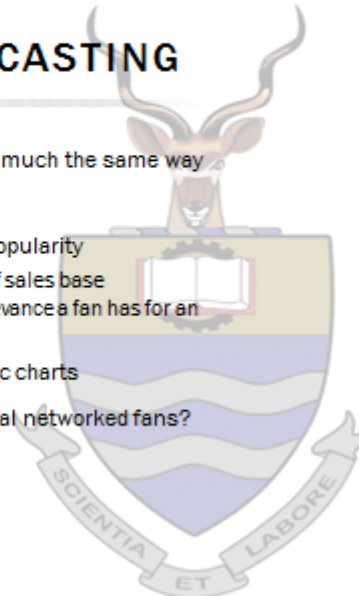 CASTING
much the same way
opularity
f sales base
vance a fan has for an
c charts
al networked fans?
SCIENTIA ET LABORE